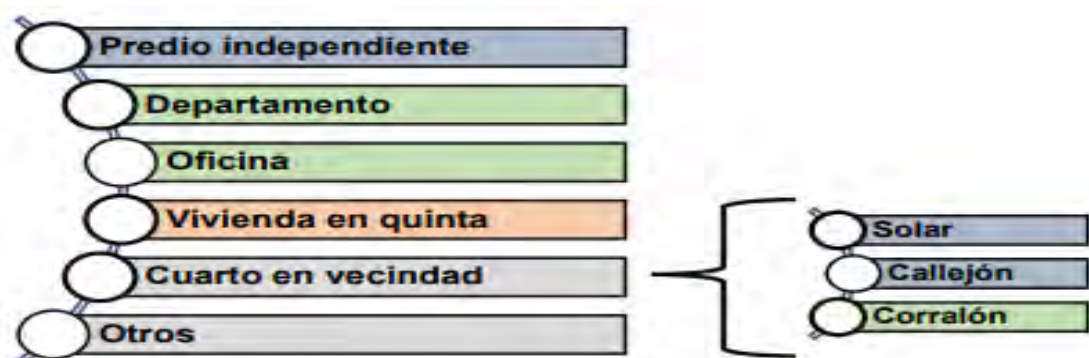 Predio independiente
Departamento
Oficina
Vivienda en quinta
Cuarto en vecindad
Otros
Solar
Callejón
Corralón